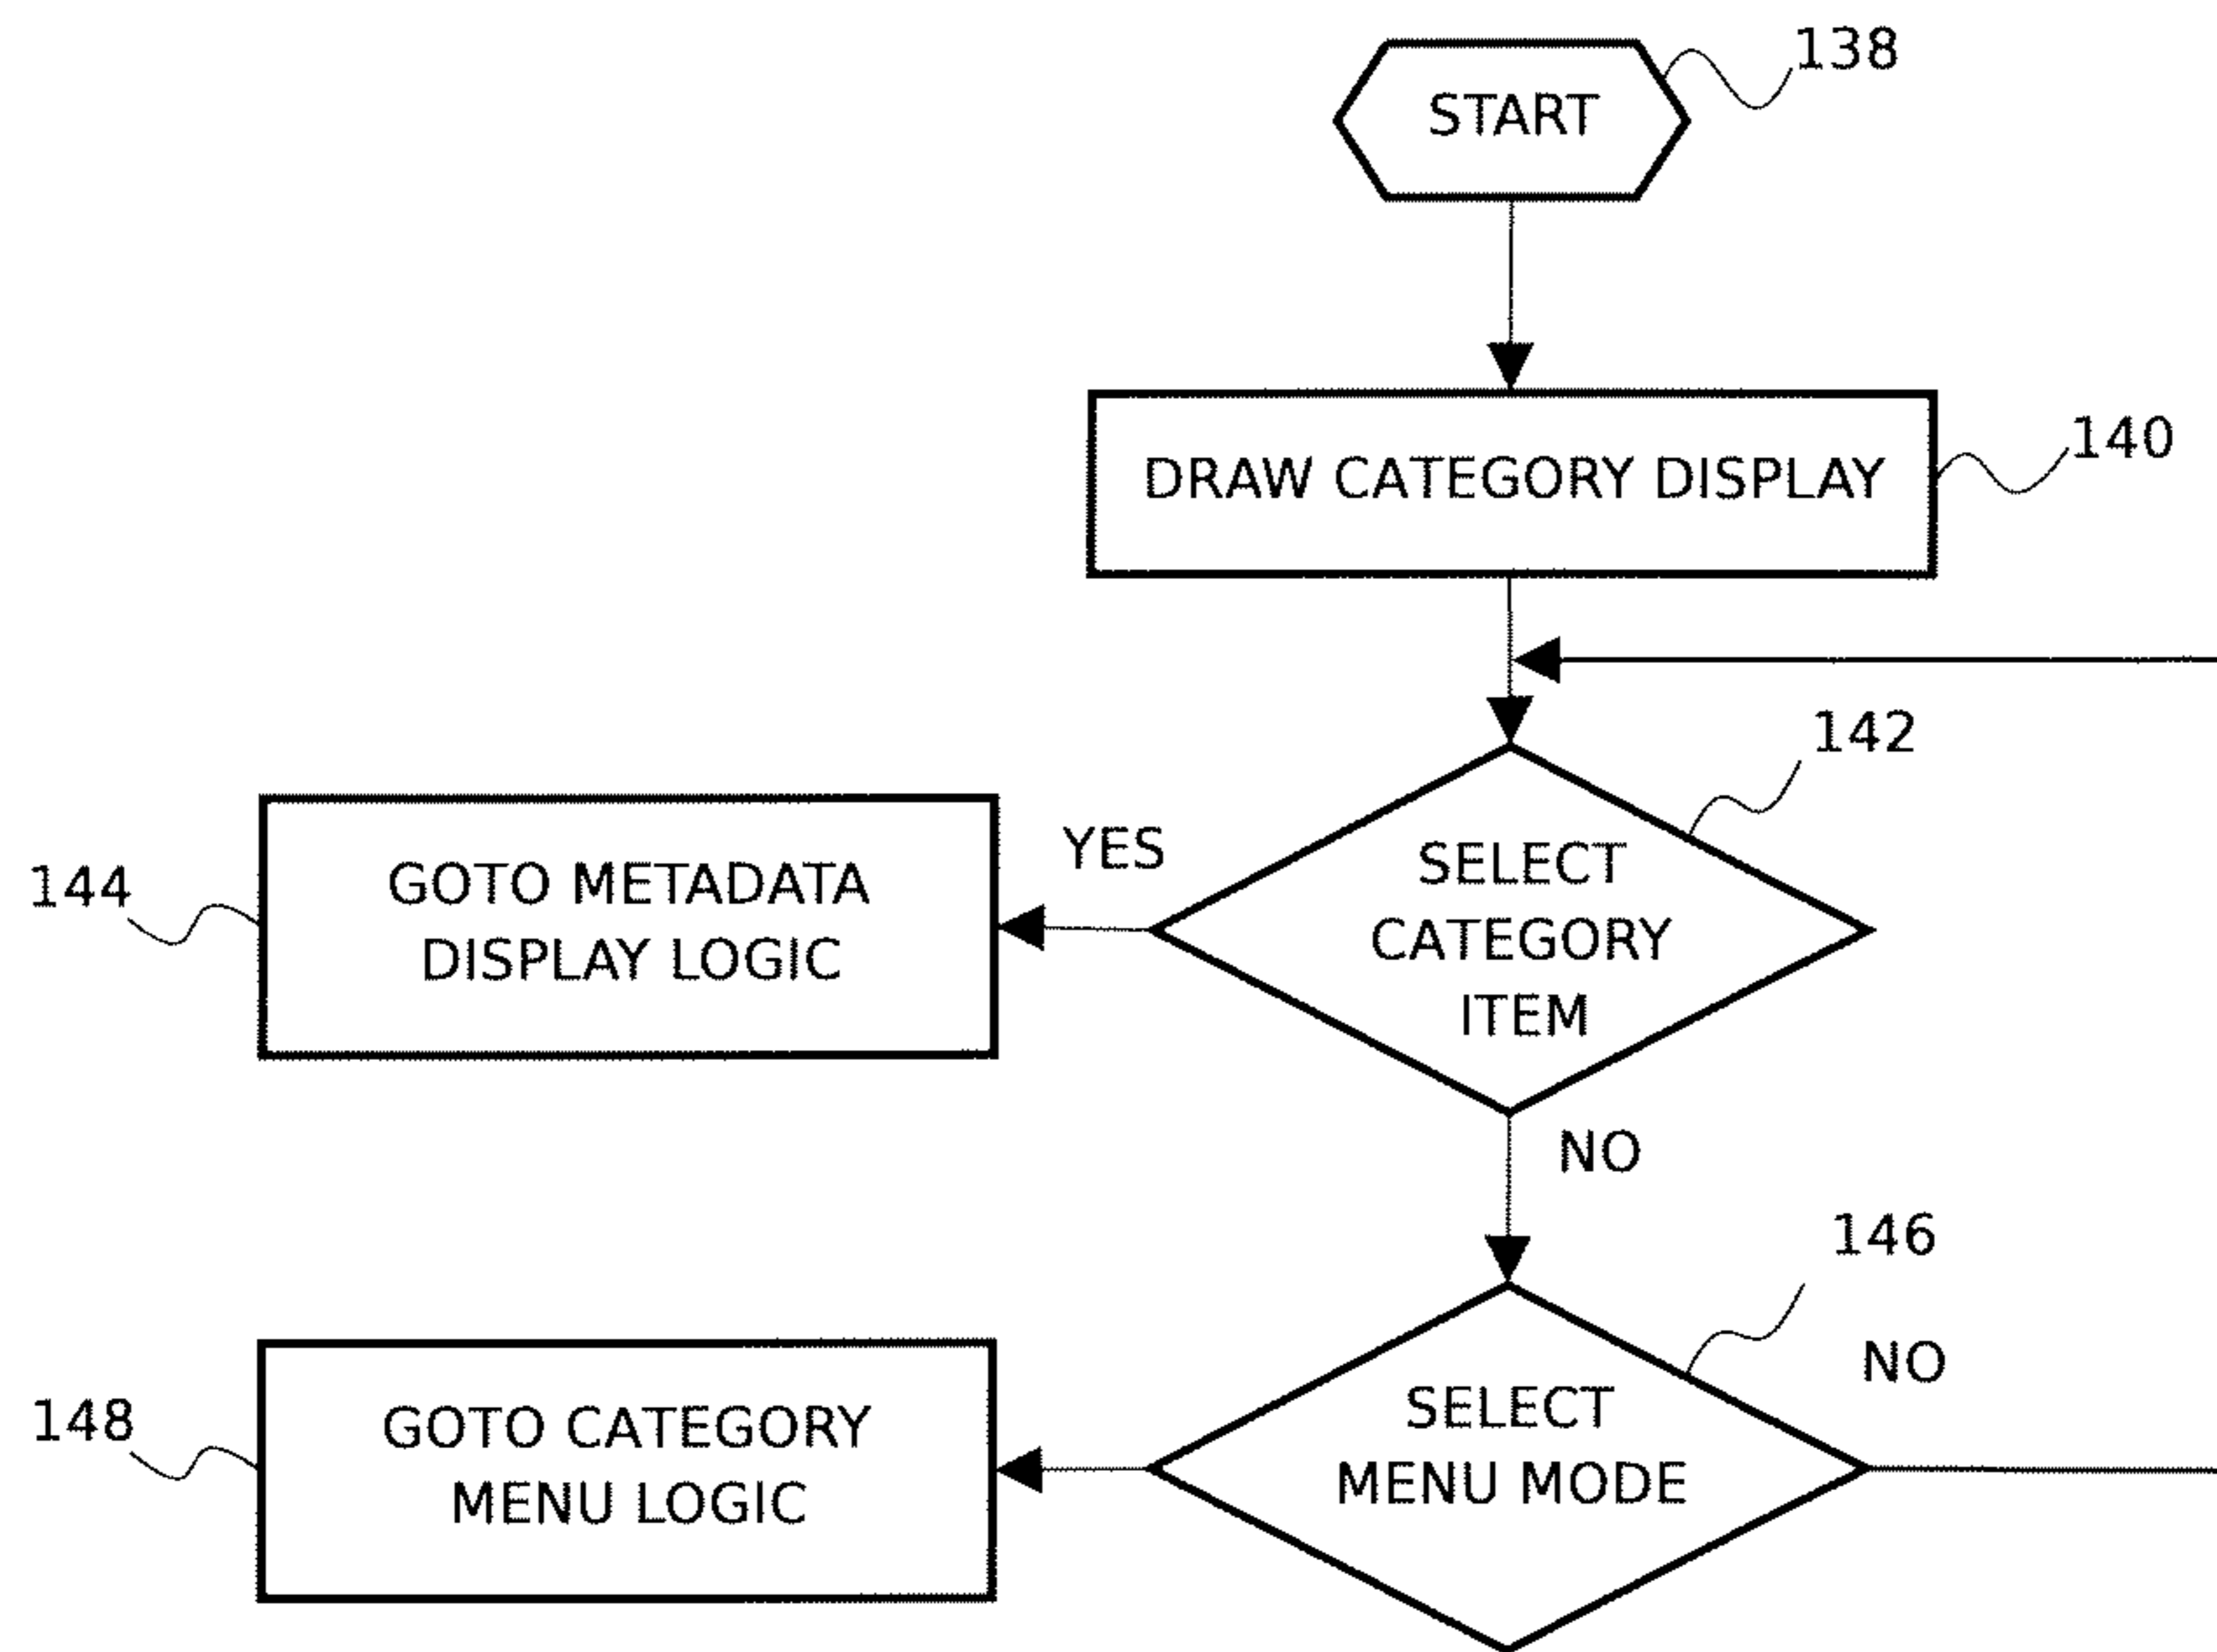 138
START
DRAW CATEGORY DISPLAY
140
142
YES
SELECT
CATEGORY
ITEM
144
GOTO METADATA
DISPLAY LOGIC
NO
146
NO
SELECT
MENU MODE
148
GOTO CATEGORY
MENU LOGIC